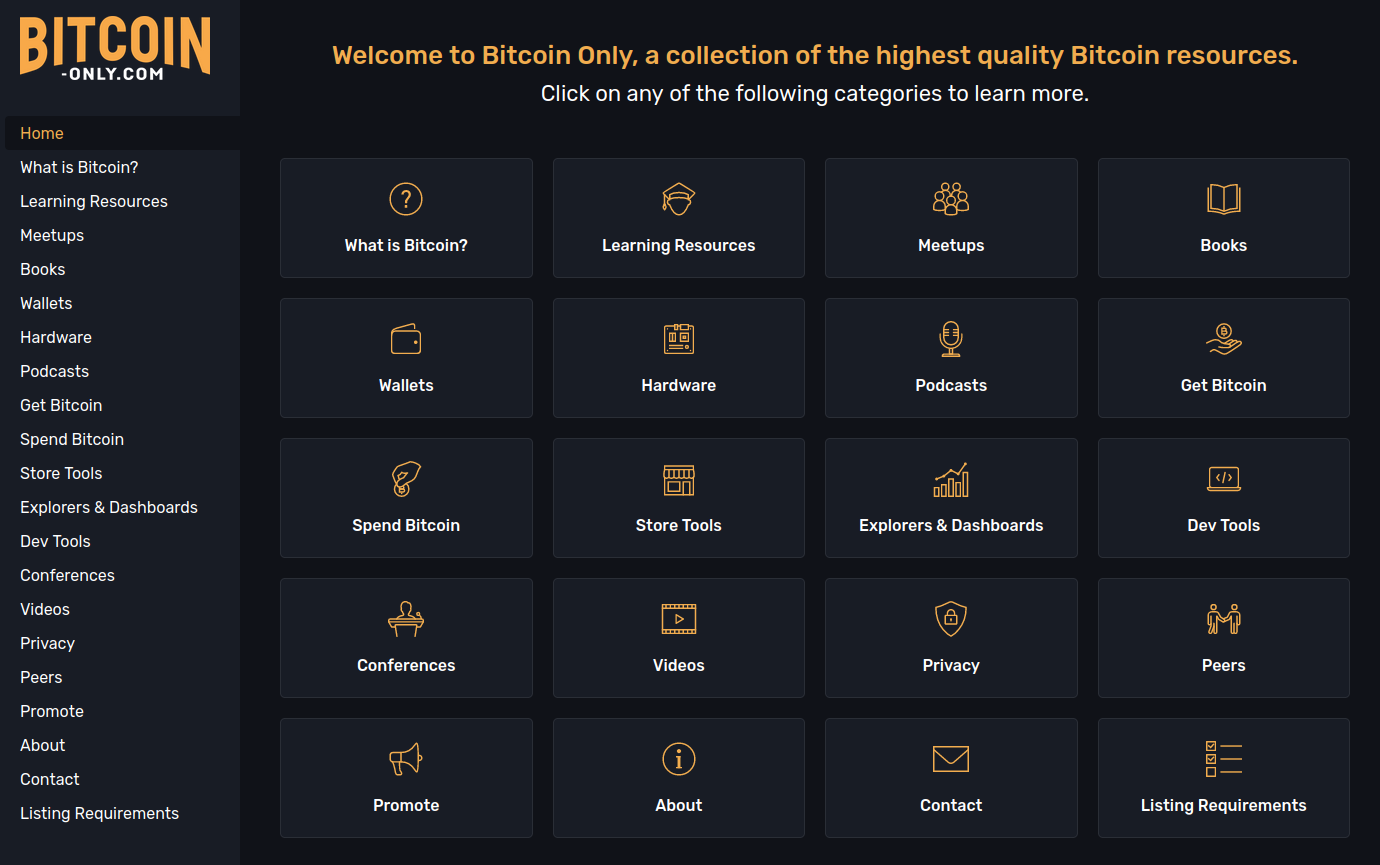 BITCOIN
-ONLY.COM
Home
What is Bitcoin?
Learning Resources
Meetups
Books
Wallets
Hardware
Podcasts
Get Bitcoin
Spend Bitcoin
Store Tools
Explorers & Dashboards
Dev Tools
Conferences
Videos
Privacy
Peers
Promote
About
Contact
Listing Requirements
Welcome to Bitcoin Only, a collection of the highest quality Bitcoin resources.
Click on any of the following categories to learn more.
What is Bitcoin?
Learning Resources
Meetups
Books
Wallets
Hardware
Podcasts
Get Bitcoin
Spend Bitcoin
Store Tools
Explorers & Dashboards
Dev Tools
Conferences
Videos
Privacy
Peers
Promote
About
Contact
Listing Requirements